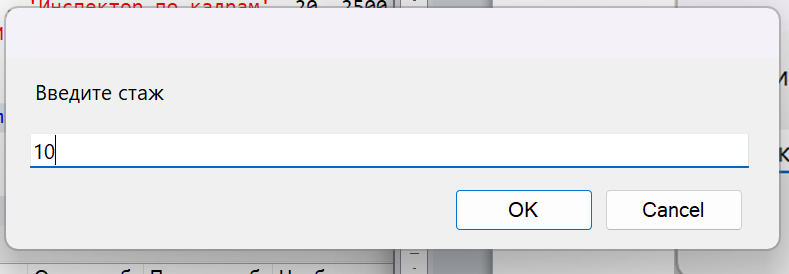 'Инспектор по кадрам', 20, 2500
Введите стаж
10
OK
Cancel